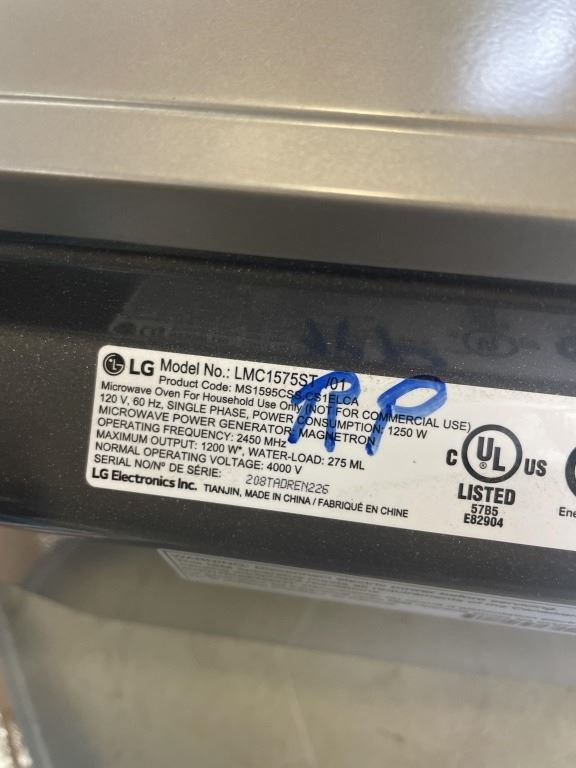 LG Model No.: LMC1575ST /01
Product Code: MS1595CSS.CS1ELCA
Microwave Oven For Household Use Only (NOT FOR COMMERCIAL USE)
120 V, 60 Hz, SINGLE PHASE, POWER CONSUMPTION: 1250 W
MICROWAVE POWER GENERATOR: MAGNETRON
OPERATING FREQUENCY: 2450 MHz
MAXIMUM OUTPUT: 1200 W*, WATER-LOAD: 275 ML
NORMAL OPERATING VOLTAGE: 4000 V
SERIAL NO/N° DE SÉRIE: 208TADREN226
LG Electronics Inc. TIANJIN, MADE IN CHINA / FABRIQUÉ EN CHINE
RP
C UL US
LISTED
57B5
E82904